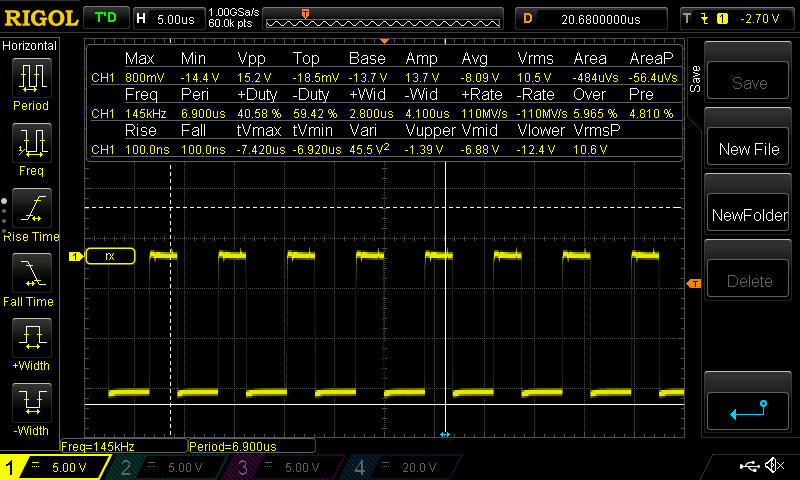 RIGOL T'D H 5.00us 1.00GSa/s 60.0k pts T D 20.6800000us T 1 -2.70 V
Horizontal
Period
Freq
Rise Time
Fall Time
+Width
-Width
Max Min Vpp Top Base Amp Avg Vrms Area AreaP
CH1 800mV -14.4 V 15.2 V -18.5mV -13.7 V 13.7 V -8.09 V 10.5 V -484uVs -56.4uVs
Freq Peri +Duty -Duty +Wid -Wid +Rate -Rate Over Pre
CH1 145kHz 6.900us 40.58 % 59.42 % 2.800us 4.100us 110MV/s -110MV/s 5.965 % 4.810 %
Rise Fall tVmax tVmin Vari Vupper Vmid Vlower VrmsP
CH1 100.0ns 100.0ns -7.420us -6.920us 45.5 V² -1.39 V -6.88 V -12.4 V 10.6 V
1 rx
T
Freq=145kHz Period=6.900us
1 5.00 V 2 5.00 V 3 5.00 V 4 20.0 V
Save
Save
New File
NewFolder
Delete